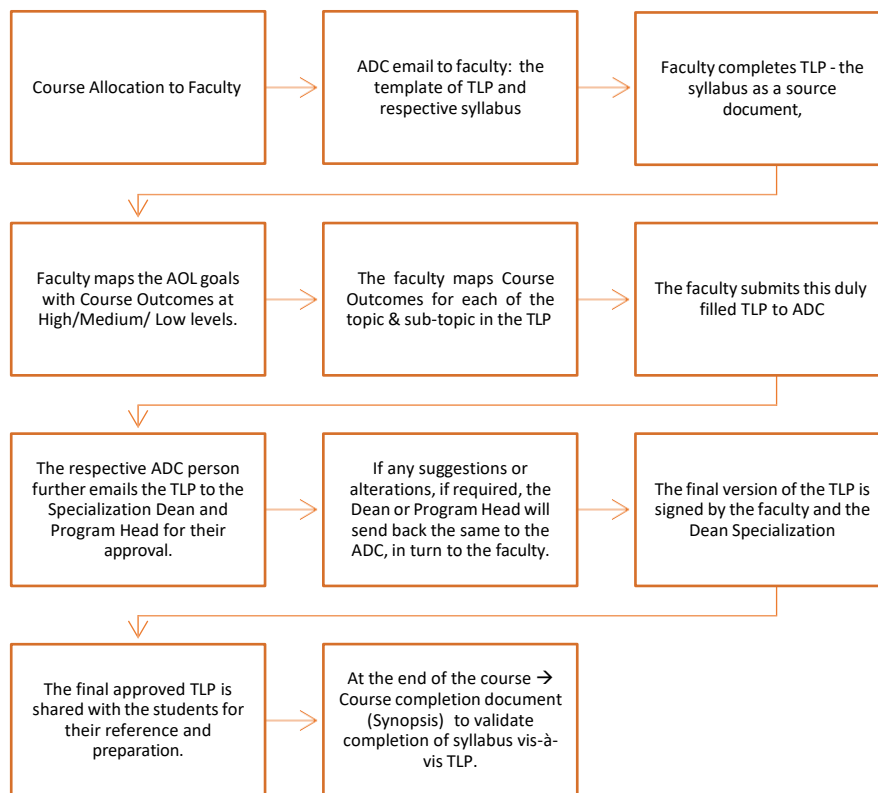 Course Allocation to Faculty
ADC email to faculty: the
template of TLP and
respective syllabus
Faculty completes TLP - the
syllabus as a source
document,
Faculty maps the AOL goals
with Course Outcomes at
High/Medium/ Low levels.
The faculty maps Course
Outcomes for each of the
topic & sub-topic in the TLP
The faculty submits this duly
filled TLP to ADC
The respective ADC person
further emails the TLP to the
Specialization Dean and
Program Head for their
approval.
If any suggestions or
alterations, if required, the
Dean or Program Head will
send back the same to the
ADC, in turn to the faculty.
The final version of the TLP is
signed by the faculty and the
Dean Specialization
The final approved TLP is
shared with the students for
their reference and
preparation.
At the end of the course →
Course completion document
(Synopsis) to validate
completion of syllabus vis-à-
vis TLP.